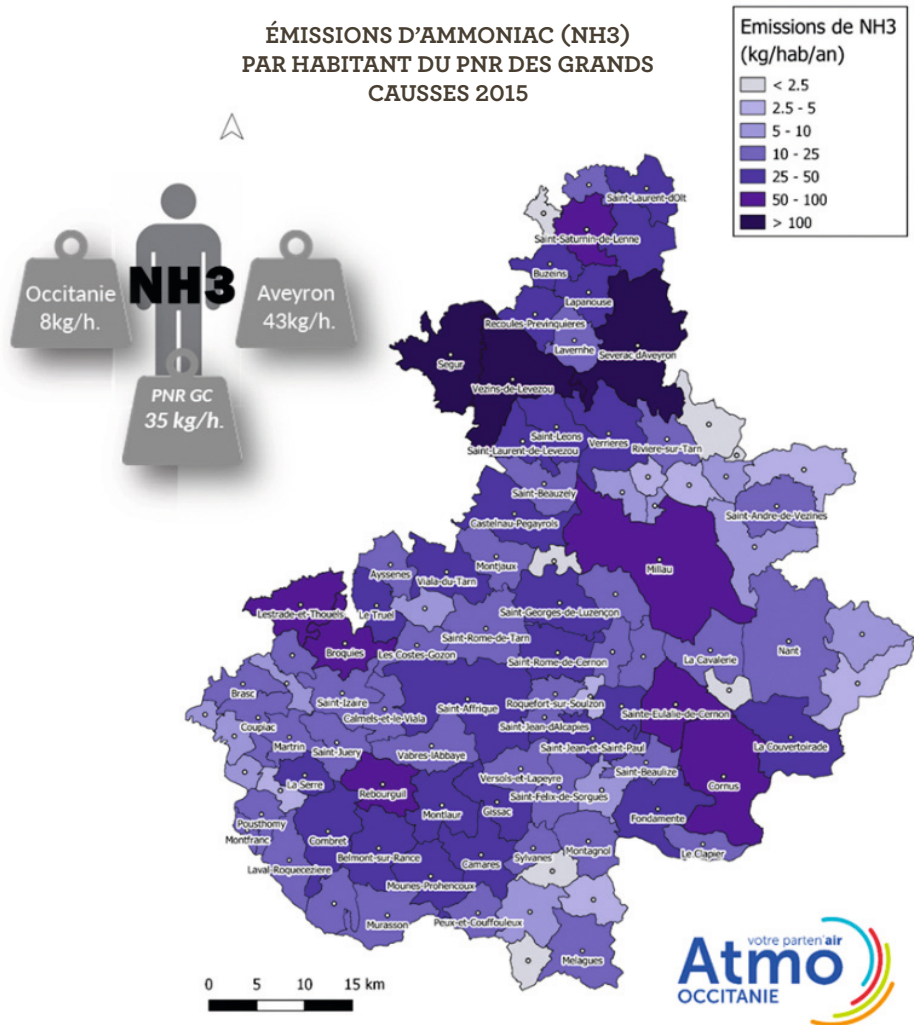 ÉMISSIONS D'AMMONIAC (NH3)
PAR HABITANT DU PNR DES GRANDS
CAUSSES 2015
Emissions de NH3
(kg/hab/an)
< 2.5
2.5 - 5
5 - 10
10 - 25
25 - 50
50 - 100
> 100
NH3
Occitanie
8kg/h.
Aveyron
43kg/h.
PNR GC
35 kg/h.
Saint-Laurent-dOlt
Saint-Saturnin-de-Lenne
Buzeins
Lapanouse
Recoules-Previnquieres
Lavernhe
Severac dAveyron
Segur
Vezins-de-Levezou
Saint-Leons
Verrieres
Riviere-sur-Tarn
Saint-Laurent-de-Levezou
Saint-Beauzely
Saint-Andre-de-Vezines
Castelnau-Pegayrols
Montjaux
Millau
Ayssenes
Viala-du-Tarn
Lestrade-et-Thouels
Le Truel
Saint-Georges-de-Luzençon
Saint-Rome-de-Tarn
Broquies
Les Costes-Gozon
Saint-Rome-de-Cernon
La Cavalerie
Nant
Brasc
Saint-Izaire
Saint-Affrique
Roquefort-sur-Soulzon
Sainte-Eulalie-de-Cernon
Coupiac
Calmels-et-le-Viala
Saint-Jean-dAlcapies
Martrin
Saint-Juery
Vabres-lAbbaye
Saint-Jean-et-Saint-Paul
La Couvertoirade
La Serre
Rebourguil
Versols-et-Lapeyre
Saint-Beaulize
Cornus
Saint-Felix-de-Sorgues
Pousthomy
Montlaur
Gissac
Fondamente
Montfranc
Combret
Belmont-sur-Rance
Camares
Sylvanes
Montagnol
Le Clapier
Laval-Roqueceziere
Mounes-Prohencoux
Murasson
Peux-et-Couffouleux
Melagues
0 5 10 15 km
votre parten'air
Atmo
OCCITANIE